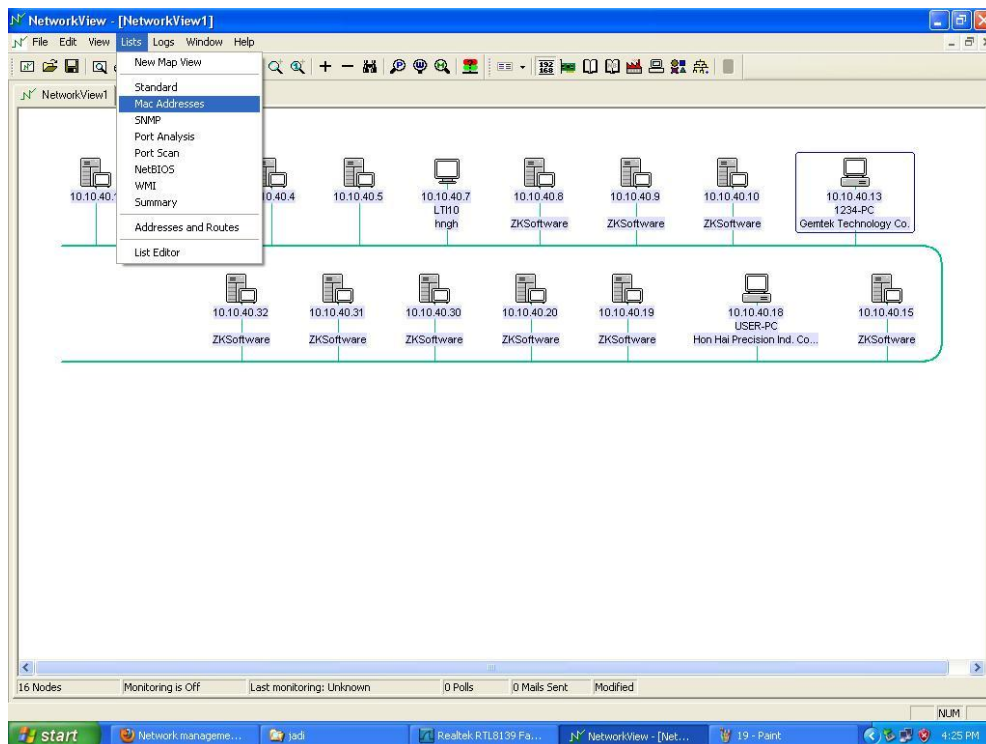 NetworkView - [NetworkView1]
File Edit View Lists Logs Window Help
New Map View
Standard
Mac Addresses
SNMP
Port Analysis
Port Scan
NetBIOS
WMI
Summary
Addresses and Routes
List Editor
192
168
NetworkView1
10.10.40.5
10.10.40.7
LTI10
hngh
10.10.40.8
ZKSoftware
10.10.40.9
ZKSoftware
10.10.40.10
ZKSoftware
10.10.40.13
1234-PC
Gemtek Technology Co.
10.10.40.32
ZKSoftware
10.10.40.31
ZKSoftware
10.10.40.30
ZKSoftware
10.10.40.20
ZKSoftware
10.10.40.19
ZKSoftware
10.10.40.18
USER-PC
Hon Hai Precision Ind. Co...
10.10.40.15
ZKSoftware
16 Nodes Monitoring is Off Last monitoring: Unknown 0 Polls 0 Mails Sent Modified
NUM
start Network manageme... jadi Realtek RTL8139 Fa... NetworkView - [Net... 19 - Paint 4:25 PM